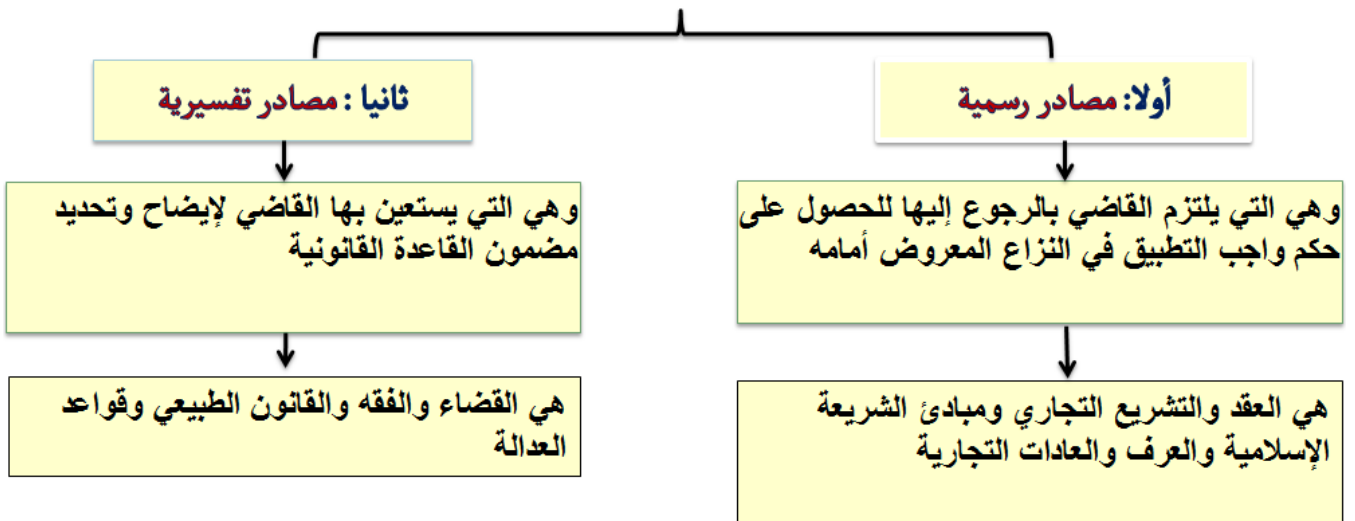 أولا: مصادر رسمية
وهي التي يلتزم القاضي بالرجوع إليها للحصول على
حكم واجب التطبيق في النزاع المعروض أمامه
هي العقد والتشريع التجاري ومبادئ الشريعة
الإسلامية والعرف والعادات التجارية
ثانيا : مصادر تفسيرية
وهي التي يستعين بها القاضي لإيضاح وتحديد
مضمون القاعدة القانونية
هي القضاء والفقه والقانون الطبيعي وقواعد
العدالة